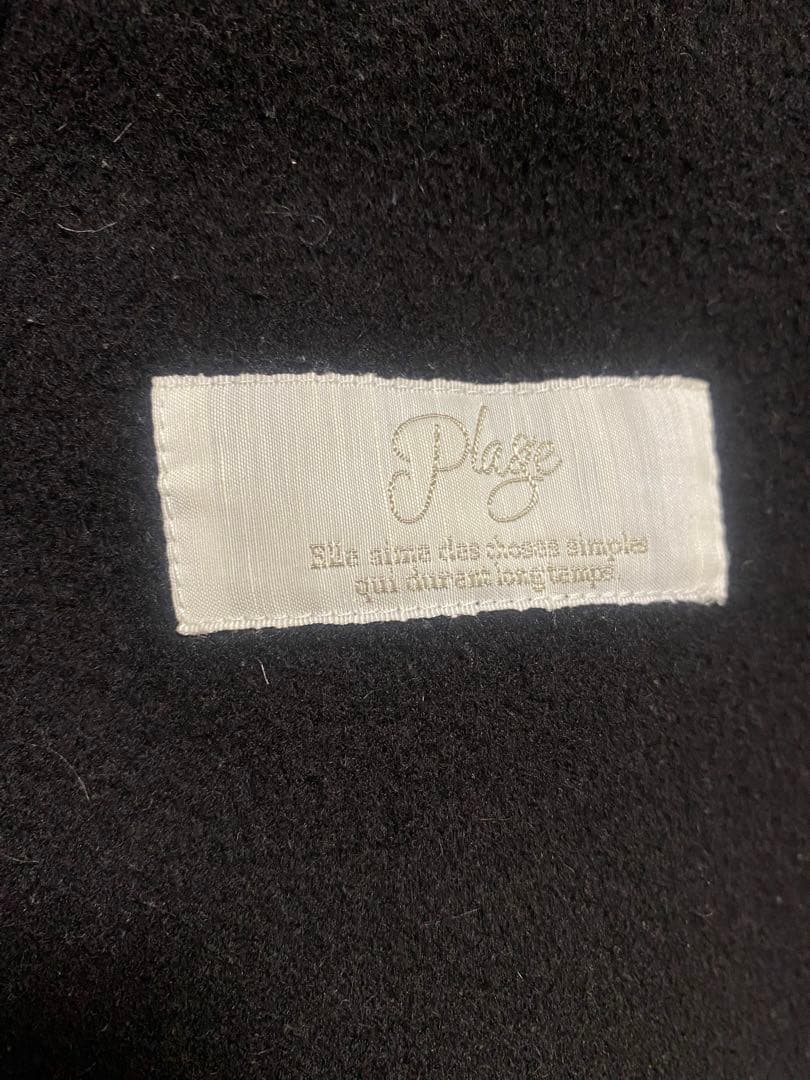 Plage
Elle aime des choses simples
qui durent longtemps.